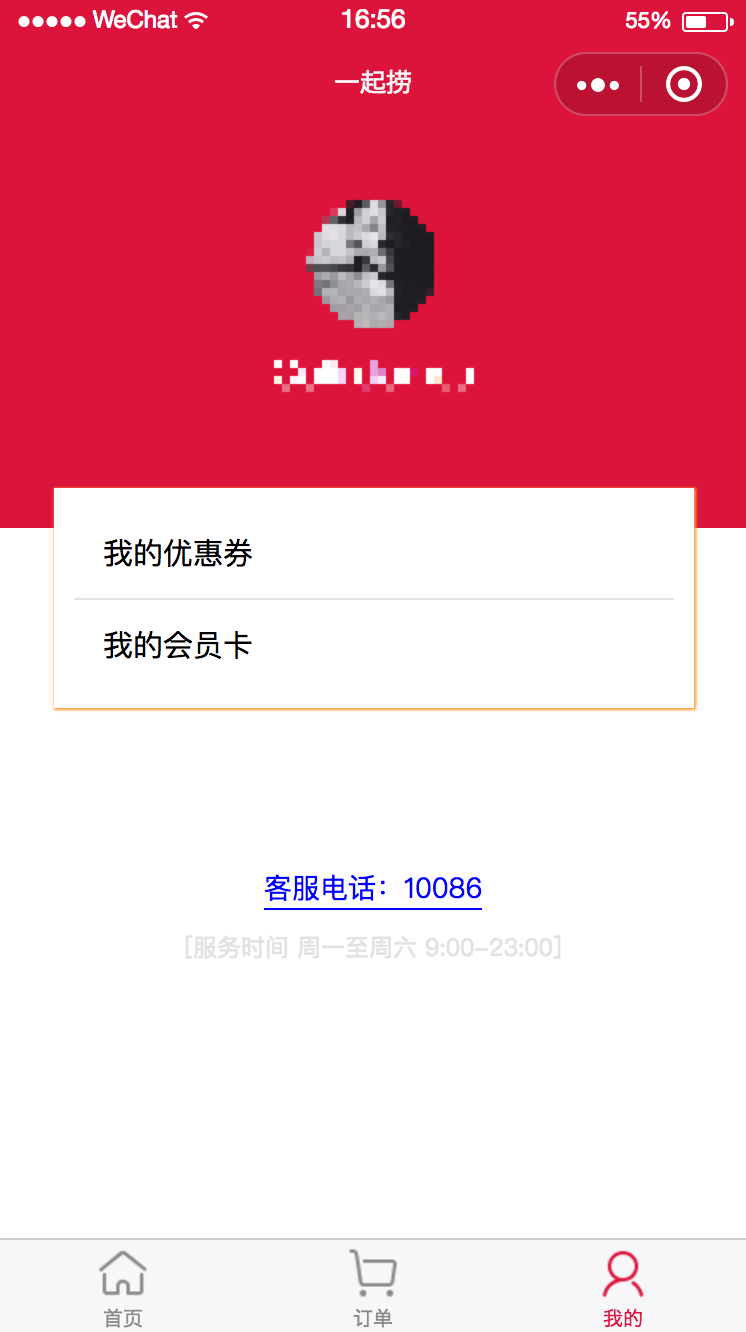 WeChat 16:56 55%
一起捞
我的优惠券
我的会员卡
客服电话：10086
[服务时间 周一至周六 9:00-23:00]
首页 订单 我的